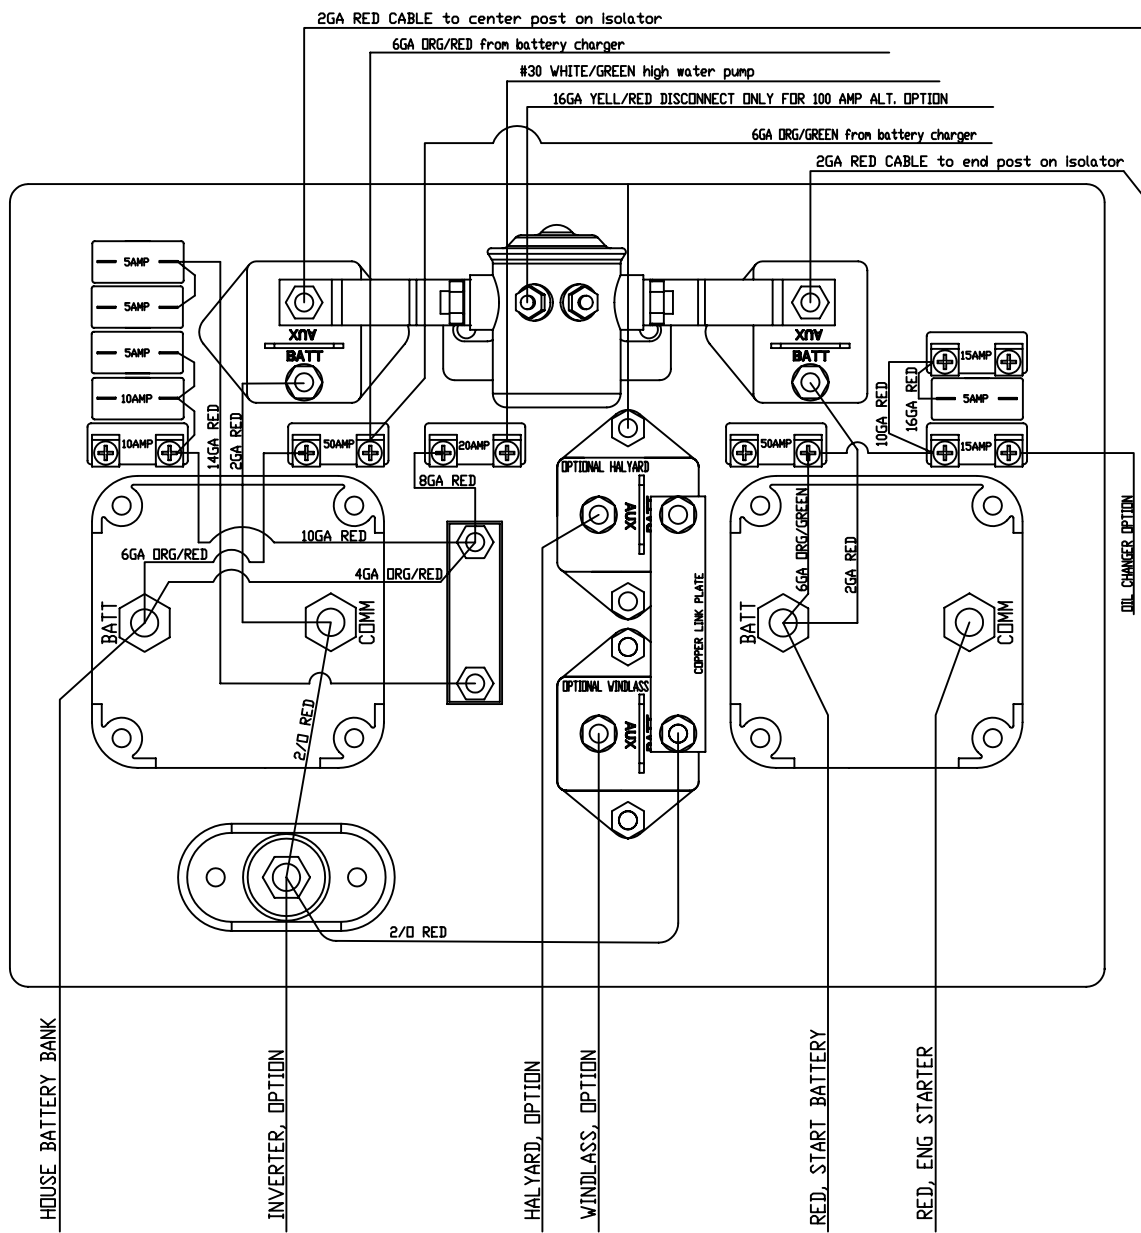 2GA RED CABLE to center post on isolator
6GA ORG/RED from battery charger
#30 WHITE/GREEN high water pump
16GA YELL/RED DISCONNECT ONLY FOR 100 AMP ALT. OPTION
6GA ORG/GREEN from battery charger
2GA RED CABLE to end post on isolator
5AMP
5AMP
5AMP
10AMP
10AMP
14GA RED
2GA RED
AUX
BATT
50AMP
20AMP
8GA RED
AUX
BATT
50AMP
15AMP
5AMP
15AMP
10GA RED
16GA RED
OIL CHANGER OPTION
10GA RED
6GA ORG/RED
4GA ORG/RED
BATT
COMM
2/0 RED
OPTIONAL HALYARD
AUX
BATT
COPPER LINK PLATE
OPTIONAL WINDLASS
AUX
BATT
6GA ORG/GREEN
2GA RED
BATT
COMM
2/0 RED
HOUSE BATTERY BANK
INVERTER, OPTION
HALYARD, OPTION
WINDLASS, OPTION
RED, START BATTERY
RED, ENG STARTER